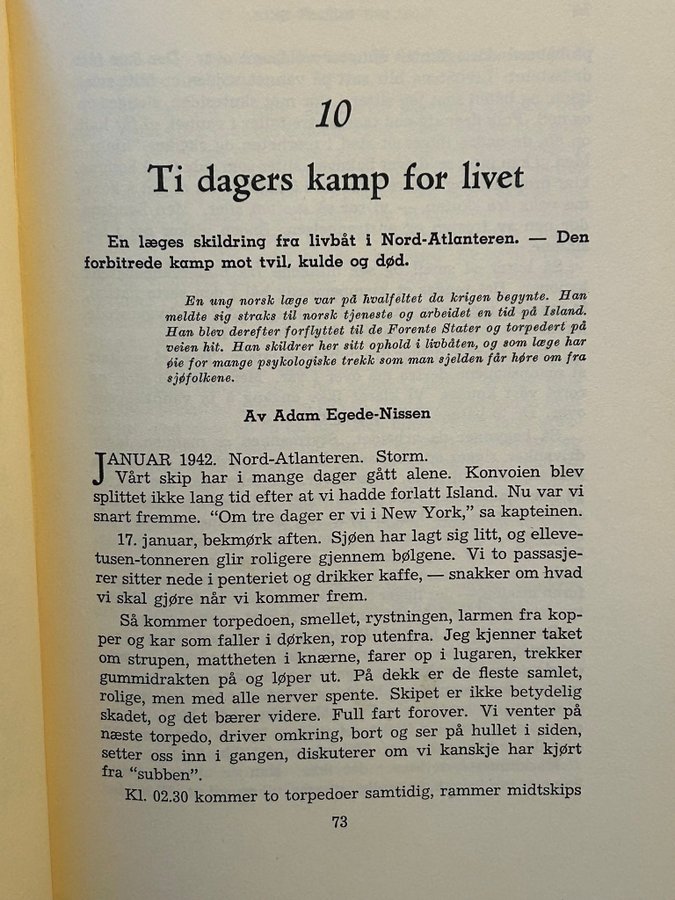 10
Ti dagers kamp for livet
En læges skildring fra livbåt i Nord-Atlanteren. — Den
forbitrede kamp mot tvil, kulde og død.
En ung norsk læge var på hvalfeltet da krigen begynte. Han
meldte sig straks til norsk tjeneste og arbeidet en tid på Island.
Han blev derefter forflyttet til de Forente Stater og torpedert på
veien hit. Han skildrer her sitt ophold i livbåten, og som læge har
øie for mange psykologiske trekk som man sjelden får høre om fra
sjøfolkene.
Av Adam Egede-Nissen
JANUAR 1942. Nord-Atlanteren. Storm.
Vårt skip har i mange dager gått alene. Konvoien blev
splittet ikke lang tid efter at vi hadde forlatt Island. Nu var vi
snart fremme. “Om tre dager er vi i New York,” sa kapteinen.
17. januar, bekmørk aften. Sjøen har lagt sig litt, og elleve-
tusen-tonneren glir roligere gjennem bølgene. Vi to passasje-
rer sitter nede i penteriet og drikker kaffe, — snakker om hvad
vi skal gjøre når vi kommer frem.
Så kommer torpedoen, smellet, rystningen, larmen fra kop-
per og kar som faller i dørken, rop utenfra. Jeg kjenner taket
om strupen, mattheten i knærne, farer op i lugaren, trekker
gummidrakten på og løper ut. På dekk er de fleste samlet,
rolige, men med alle nerver spente. Skipet er ikke betydelig
skadet, og det bærer videre. Full fart forover. Vi venter på
næste torpedo, driver omkring, bort og ser på hullet i siden,
setter oss inn i gangen, diskuterer om vi kanskje har kjørt
fra “subben”.
Kl. 02.30 kommer to torpedoer samtidig, rammer midtskips
73